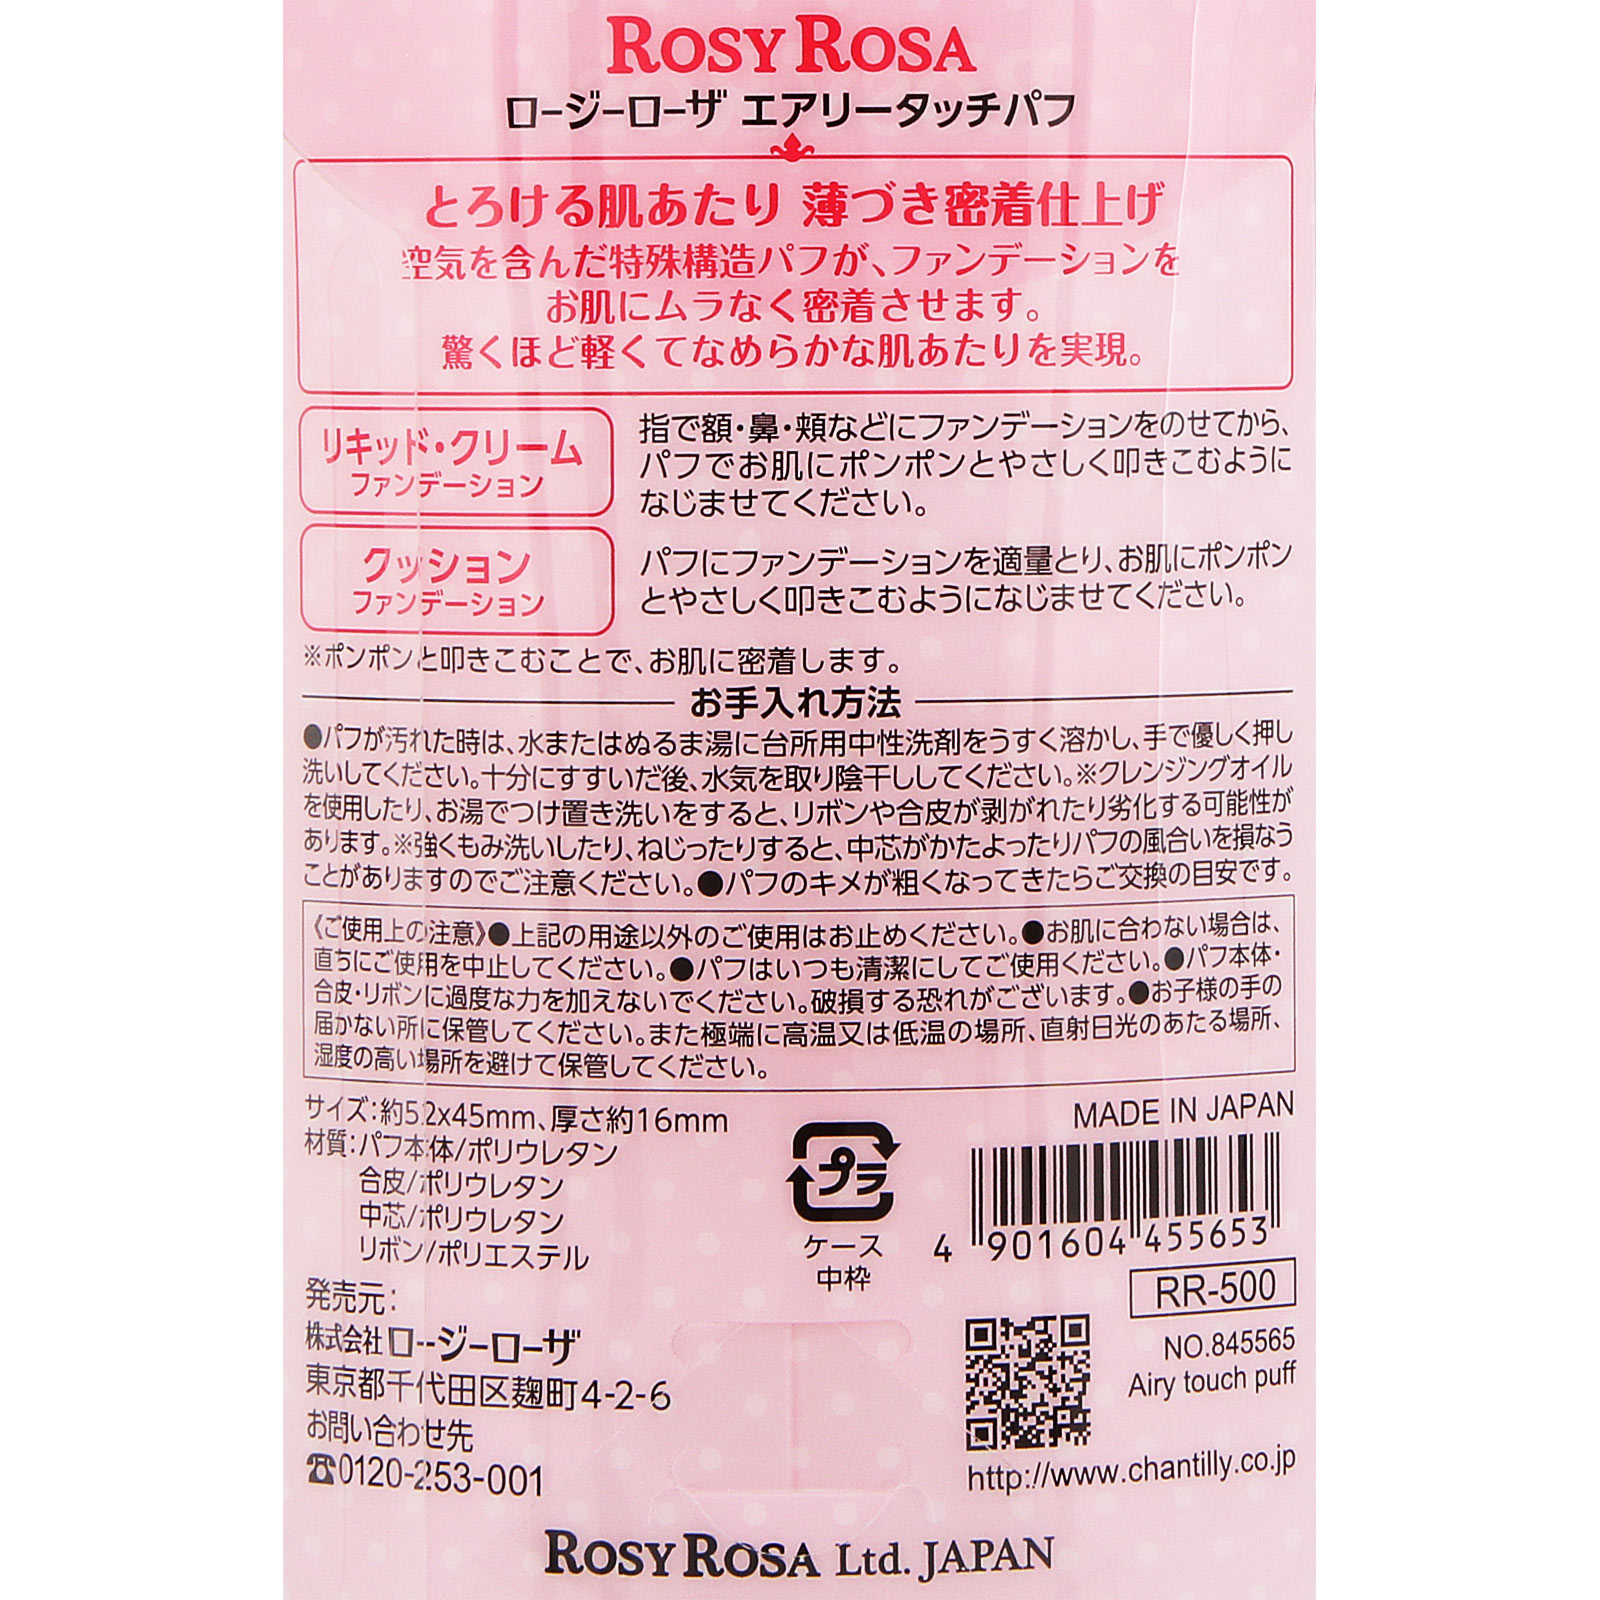 ROSY ROSA
ロージーローザ エアリータッチパフ
とろける肌あたり 薄づき密着仕上げ
空気を含んだ特殊構造パフが、ファンデーションを
お肌にムラなく密着させます。
驚くほど軽くてなめらかな肌あたりを実現。
リキッド・クリーム
ファンデーション
指で額・鼻・頬などにファンデーションをのせてから、
パフでお肌にポンポンとやさしく叩きこむように
なじませてください。
クッション
ファンデーション
パフにファンデーションを適量とり、お肌にポンポン
とやさしく叩きこむようになじませてください。
※ポンポンと叩きこむことで、お肌に密着します。
お手入れ方法
●パフが汚れた時は、水またはぬるま湯に台所用中性洗剤をうすく溶かし、手で優しく押し
洗いしてください。十分にすすいだ後、水気を取り陰干ししてください。※クレンジングオイル
を使用したり、お湯でつけ置き洗いをすると、リボンや合皮が剥がれたり劣化する可能性が
あります。※強くもみ洗いしたり、ねじったりすると、中芯がかたよったりパフの風合いを損なう
ことがありますのでご注意ください。●パフのキメが粗くなってきたらご交換の目安です。
《ご使用上の注意》●上記の用途以外のご使用はお止めください。●お肌に合わない場合は、
直ちにご使用を中止してください。●パフはいつも清潔にしてご使用ください。●パフ本体・
合皮・リボンに過度な力を加えないでください。破損する恐れがございます。●お子様の手の
届かない所に保管してください。また極端に高温又は低温の場所、直射日光のあたる場所、
湿度の高い場所を避けて保管してください。
サイズ：約52x45mm、厚さ約16mm
材質：パフ本体/ポリウレタン
合皮/ポリウレタン
中芯/ポリウレタン
リボン/ポリエステル
プラ
ケース
中枠
MADE IN JAPAN
4 901604 455653
RR-500
NO.845565
Airy touch puff
http://www.chantilly.co.jp
発売元：
株式会社ロージーローザ
東京都千代田区麹町4-2-6
お問い合わせ先
☎0120-253-001
ROSY ROSA Ltd. JAPAN